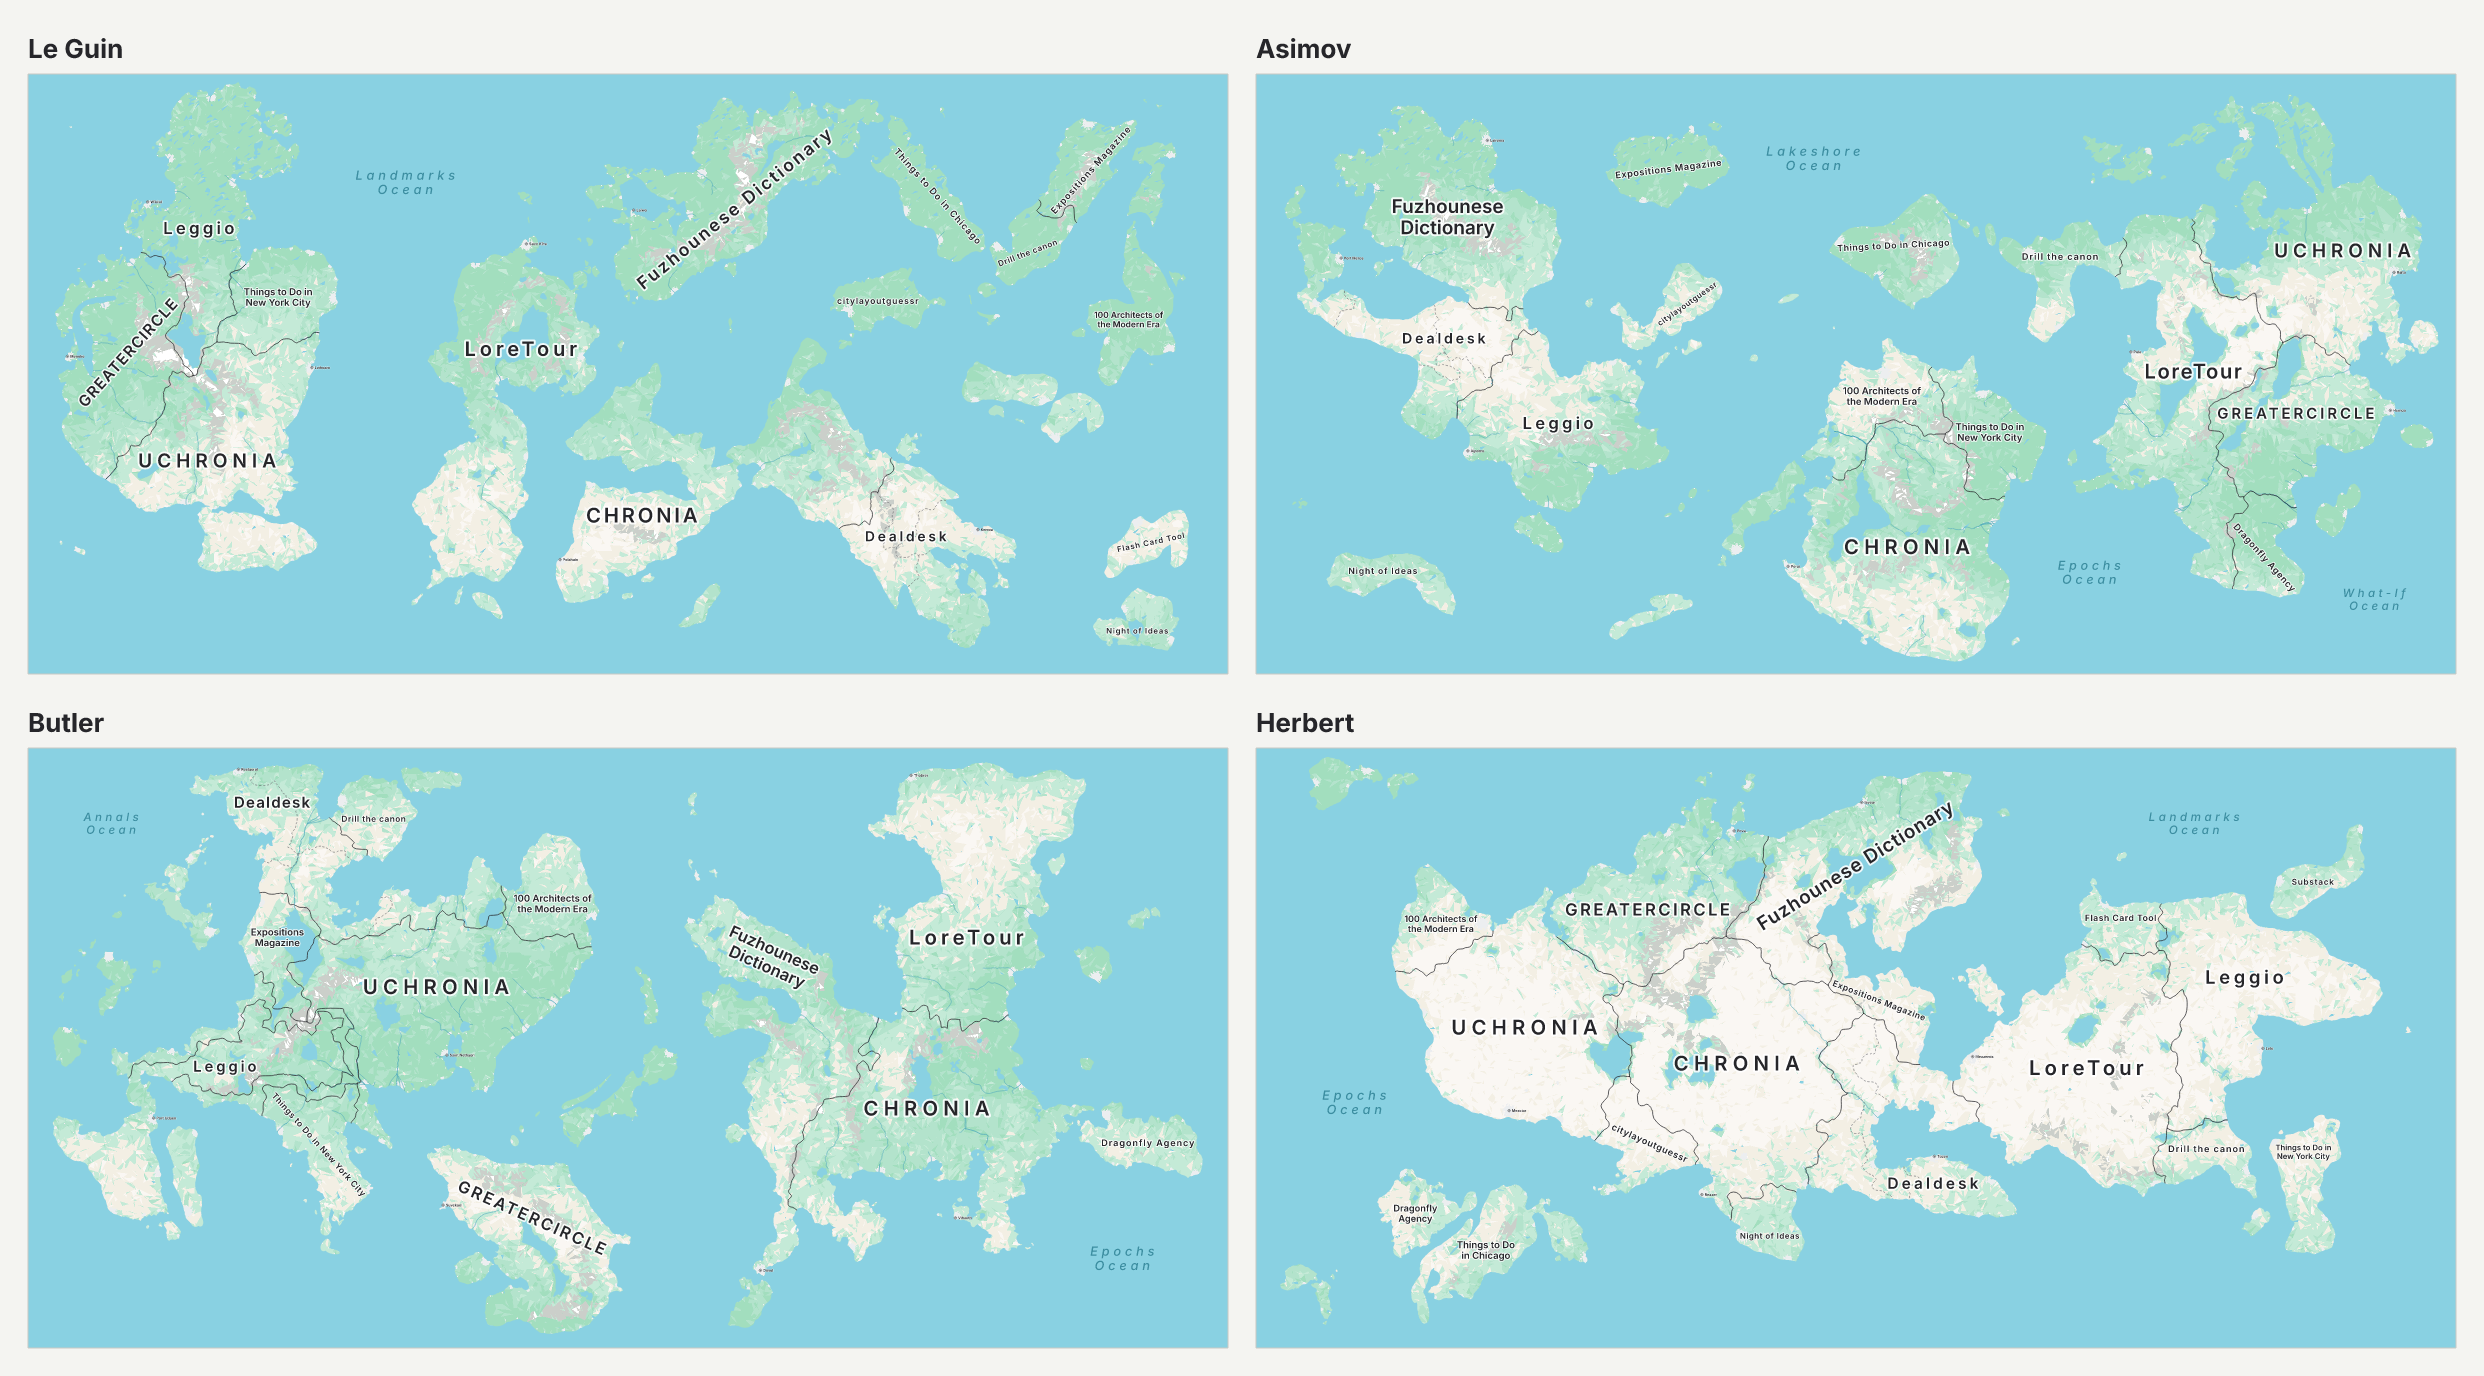 Le Guin
Landmarks
Ocean
Leggio
Things to Do in
New York City
GREATERCIRCLE
UCHRONIA
LoreTour
Fuzhounese Dictionary
Things to Do in Chicago
Expositions Magazine
Drill the canon
citylayoutguessr
100 Architects of
the Modern Era
CHRONIA
Dealdesk
Flash Card Tool
Night of Ideas
Asimov
Lakeshore
Ocean
Expositions Magazine
Fuzhounese
Dictionary
Things to Do in Chicago
Drill the canon
UCHRONIA
citylayoutguessr
Dealdesk
LoreTour
100 Architects of
the Modern Era
GREATERCIRCLE
Leggio
Things to Do in
New York City
CHRONIA
Night of Ideas
Dragonfly Agency
Epochs
Ocean
What-If
Ocean
Butler
Annals
Ocean
Dealdesk
Drill the canon
100 Architects of
the Modern Era
Expositions
Magazine
Fuzhounese
Dictionary
LoreTour
UCHRONIA
Leggio
Things to Do in New York City
CHRONIA
Dragonfly Agency
GREATERCIRCLE
Epochs
Ocean
Herbert
Landmarks
Ocean
Fuzhounese Dictionary
Substack
GREATERCIRCLE
100 Architects of
the Modern Era
Flash Card Tool
Leggio
Expositions Magazine
UCHRONIA
CHRONIA
LoreTour
Epochs
Ocean
citylayoutguessr
Drill the canon
Things to Do in
New York City
Dealdesk
Dragonfly
Agency
Night of Ideas
Things to Do
in Chicago